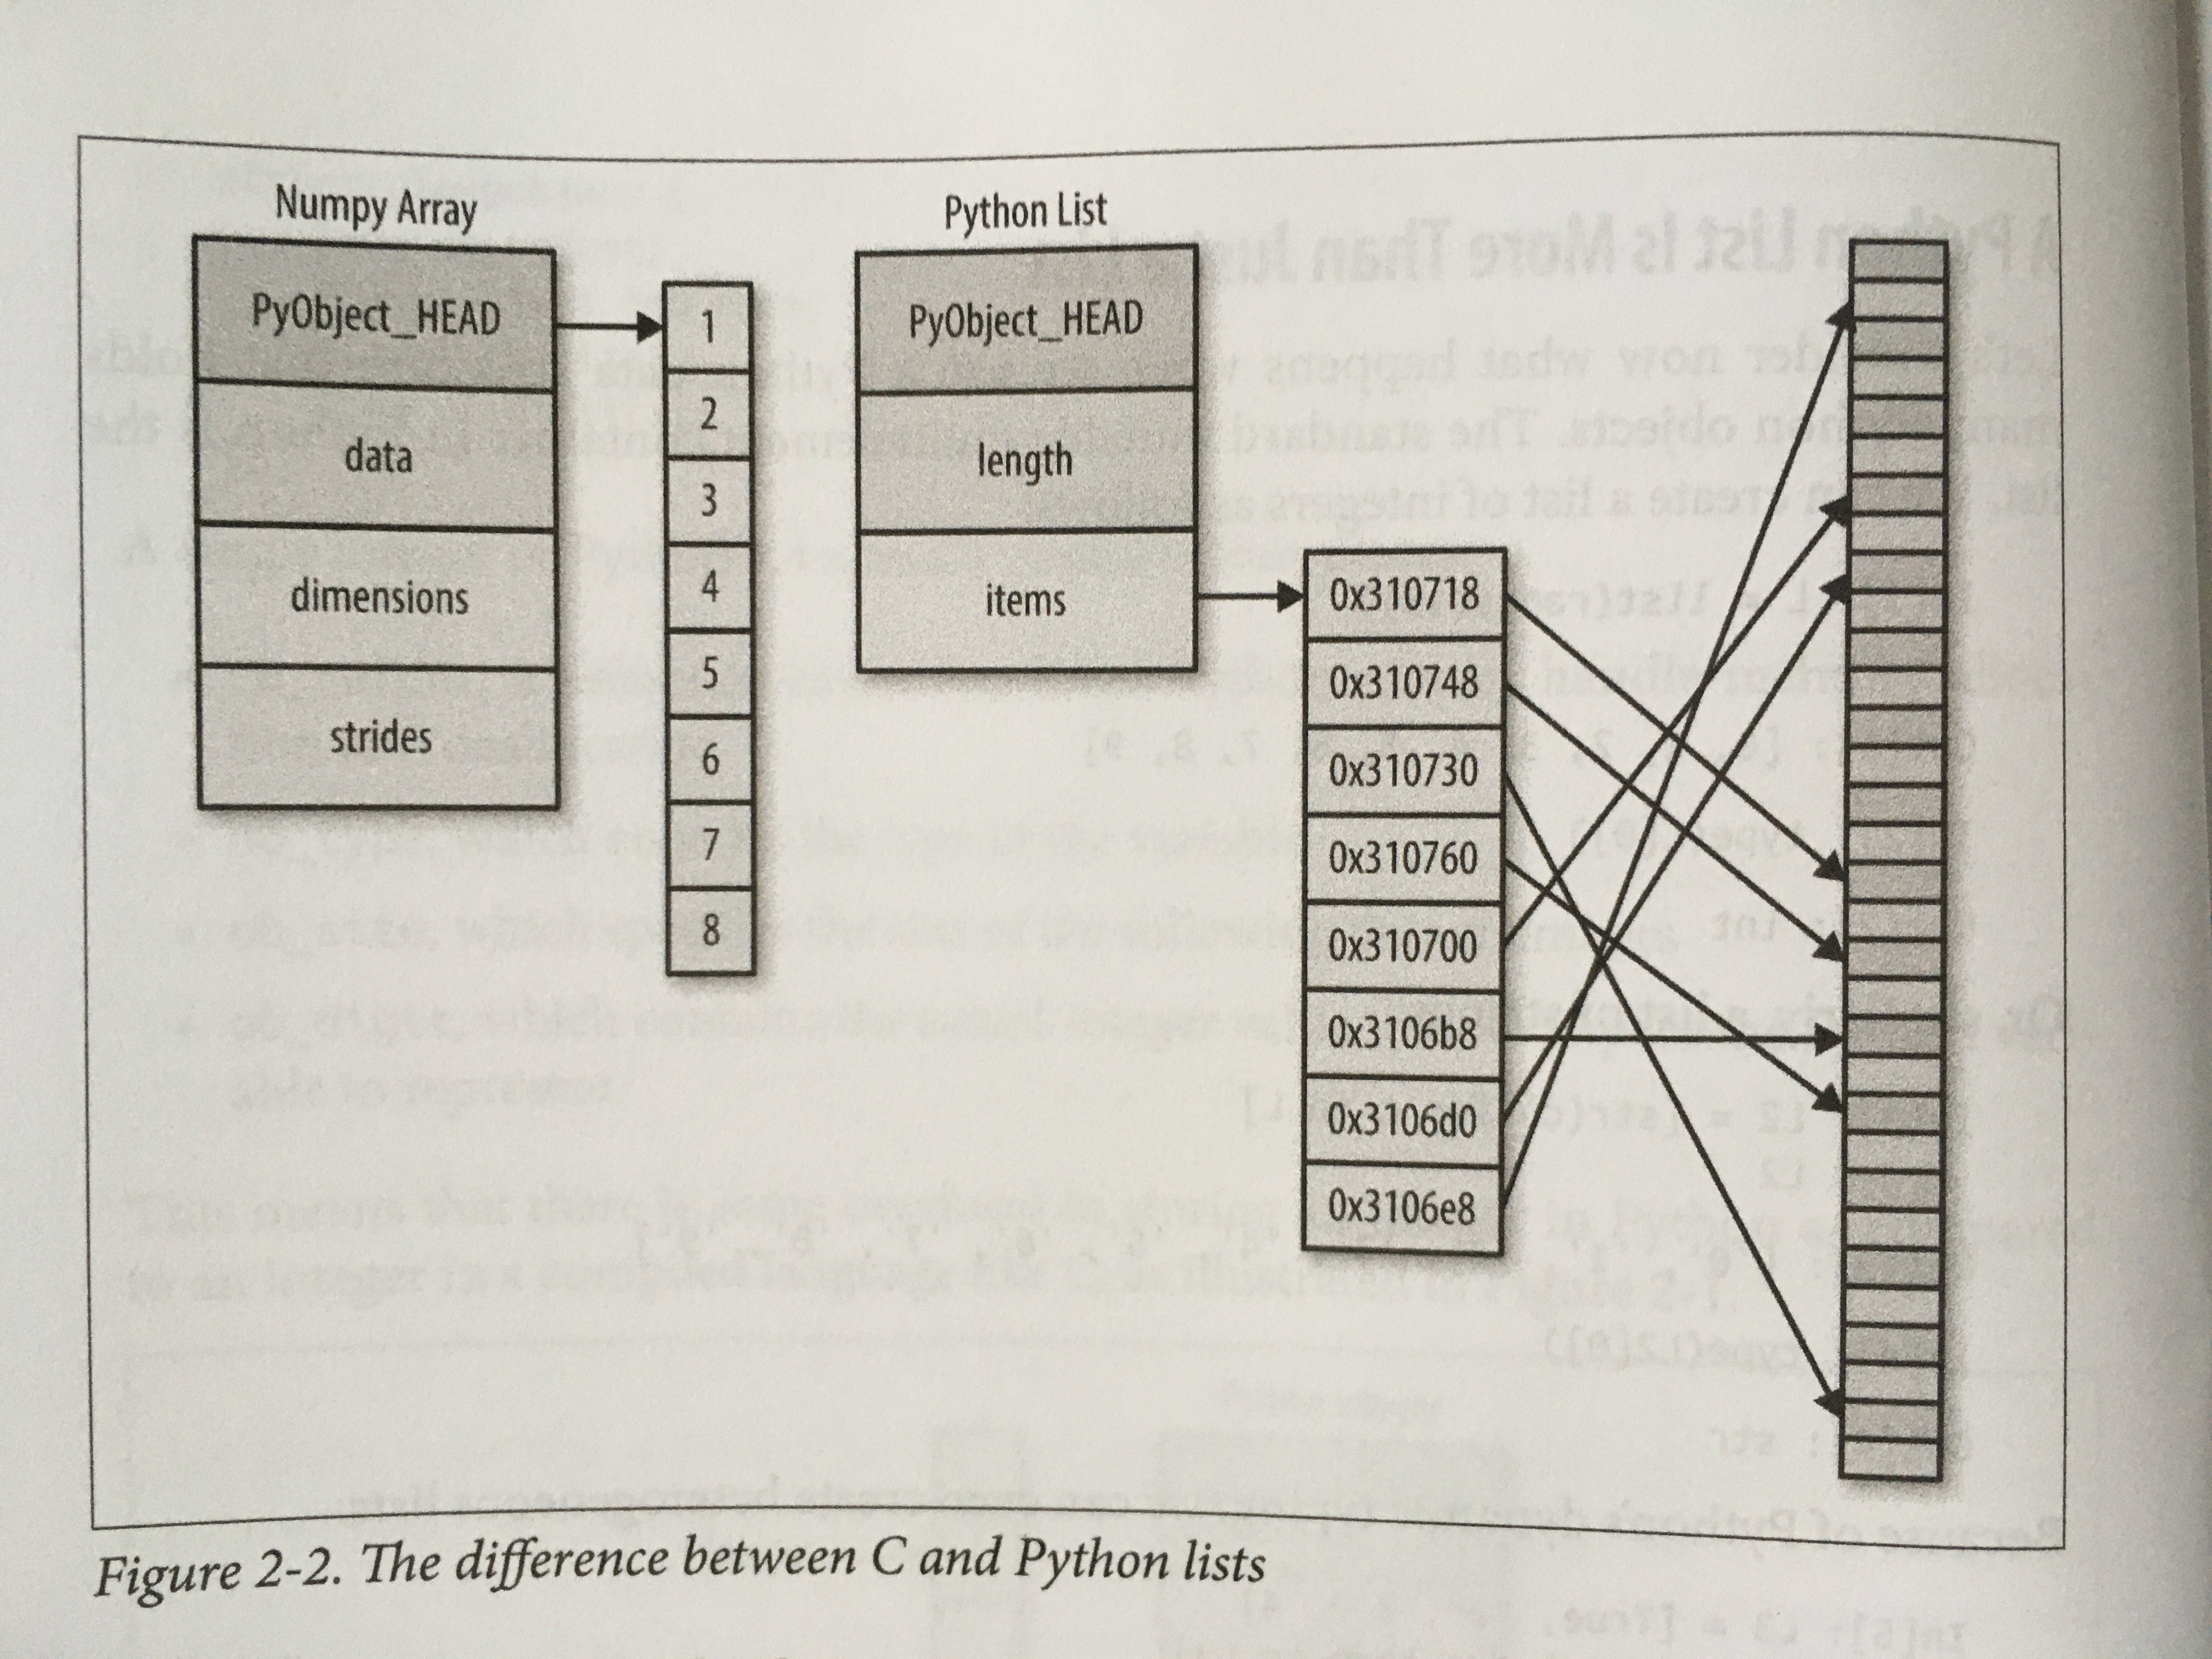 Numpy Array
PyObject_HEAD
data
dimensions
strides
1
2
3
4
5
6
7
8
Python List
PyObject_HEAD
length
items
0x310718
0x310748
0x310730
0x310760
0x310700
0x3106b8
0x3106d0
0x3106e8
Figure 2-2. The difference between C and Python lists